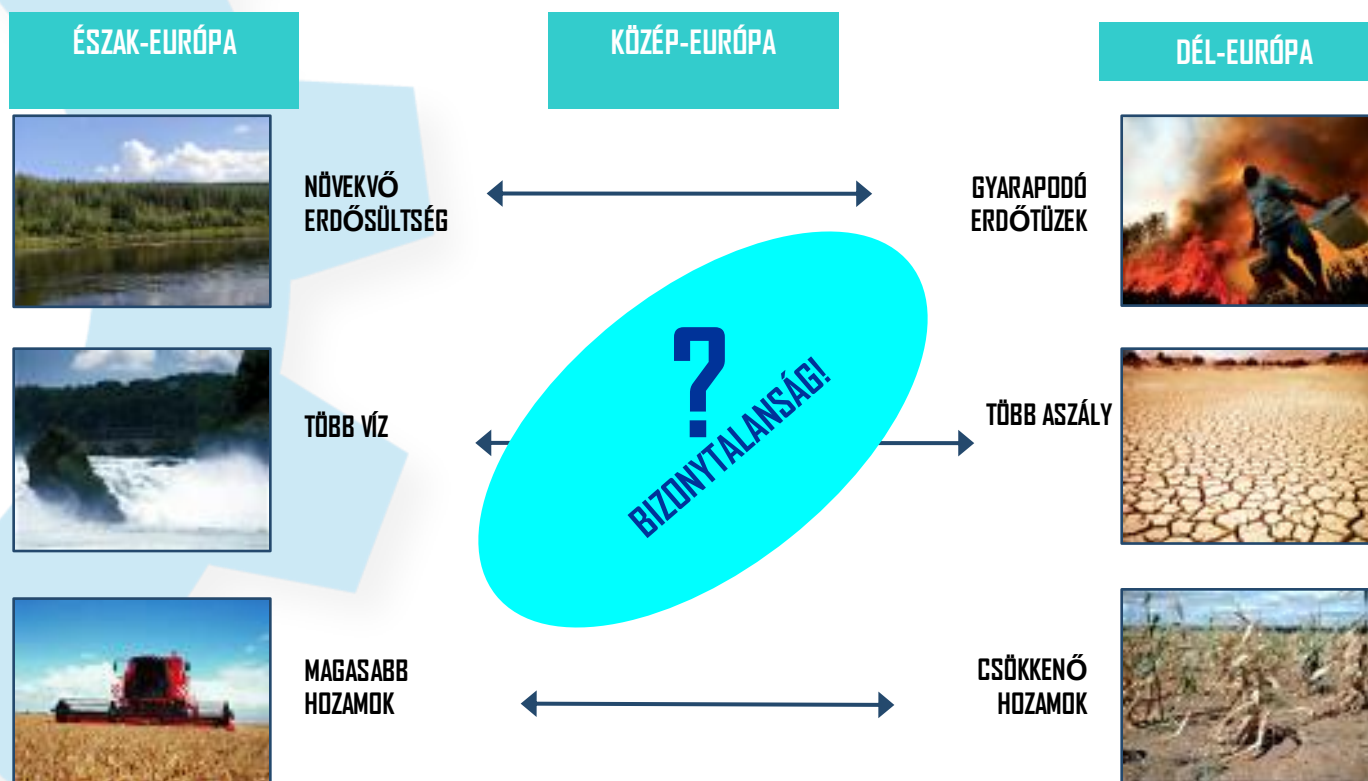 ÉSZAK-EURÓPA
KÖZÉP-EURÓPA
DÉL-EURÓPA
NÖVEKVŐ
ERDŐSÜLTSÉG
GYARAPODÓ
ERDŐTÜZEK
?
BIZONYTALANSÁG!
TÖBB VÍZ
TÖBB ASZÁLY
MAGASABB
HOZAMOK
CSÖKKENŐ
HOZAMOK